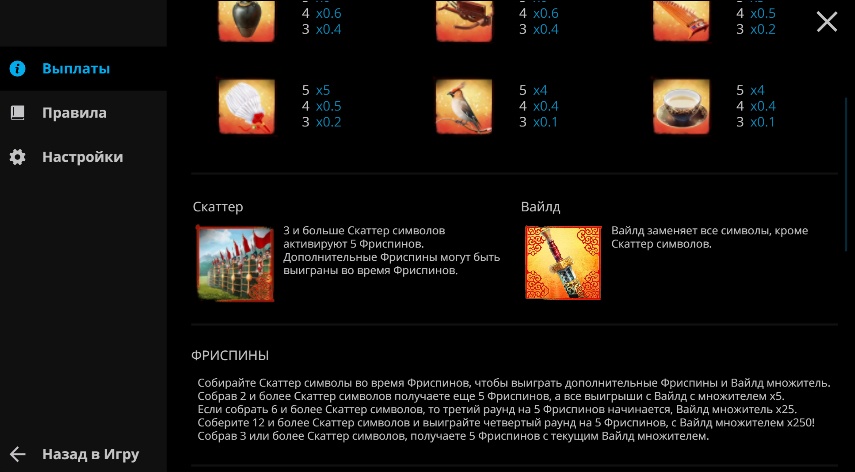 4 x0.6
3 x0.4
4 x0.6
3 x0.4
4 x0.5
3 x0.2
Выплаты
Правила
Настройки
5 x5
4 x0.5
3 x0.2
5 x4
4 x0.4
3 x0.1
5 x4
4 x0.4
3 x0.1
Скаттер
3 и больше Скаттер символов
активируют 5 Фриспинов.
Дополнительные Фриспины могут быть
выиграны во время Фриспинов.
Вайлд
Вайлд заменяет все символы, кроме
Скаттер символов.
ФРИСПИНЫ
Собирайте Скаттер символы во время Фриспинов, чтобы выиграть дополнительные Фриспины и Вайлд множитель.
Собрав 2 и более Скаттер символов получаете еще 5 Фриспинов, а все выигрыши с Вайлд с множителем x5.
Если собрать 6 и более Скаттер символов, то третий раунд на 5 Фриспинов начинается, Вайлд множитель x25.
Соберите 12 и более Скаттер символов и выиграйте четвертый раунд на 5 Фриспинов, с Вайлд множителем x250!
Собрав 3 или более Скаттер символов, получаете 5 Фриспинов с текущим Вайлд множителем.
Назад в Игру